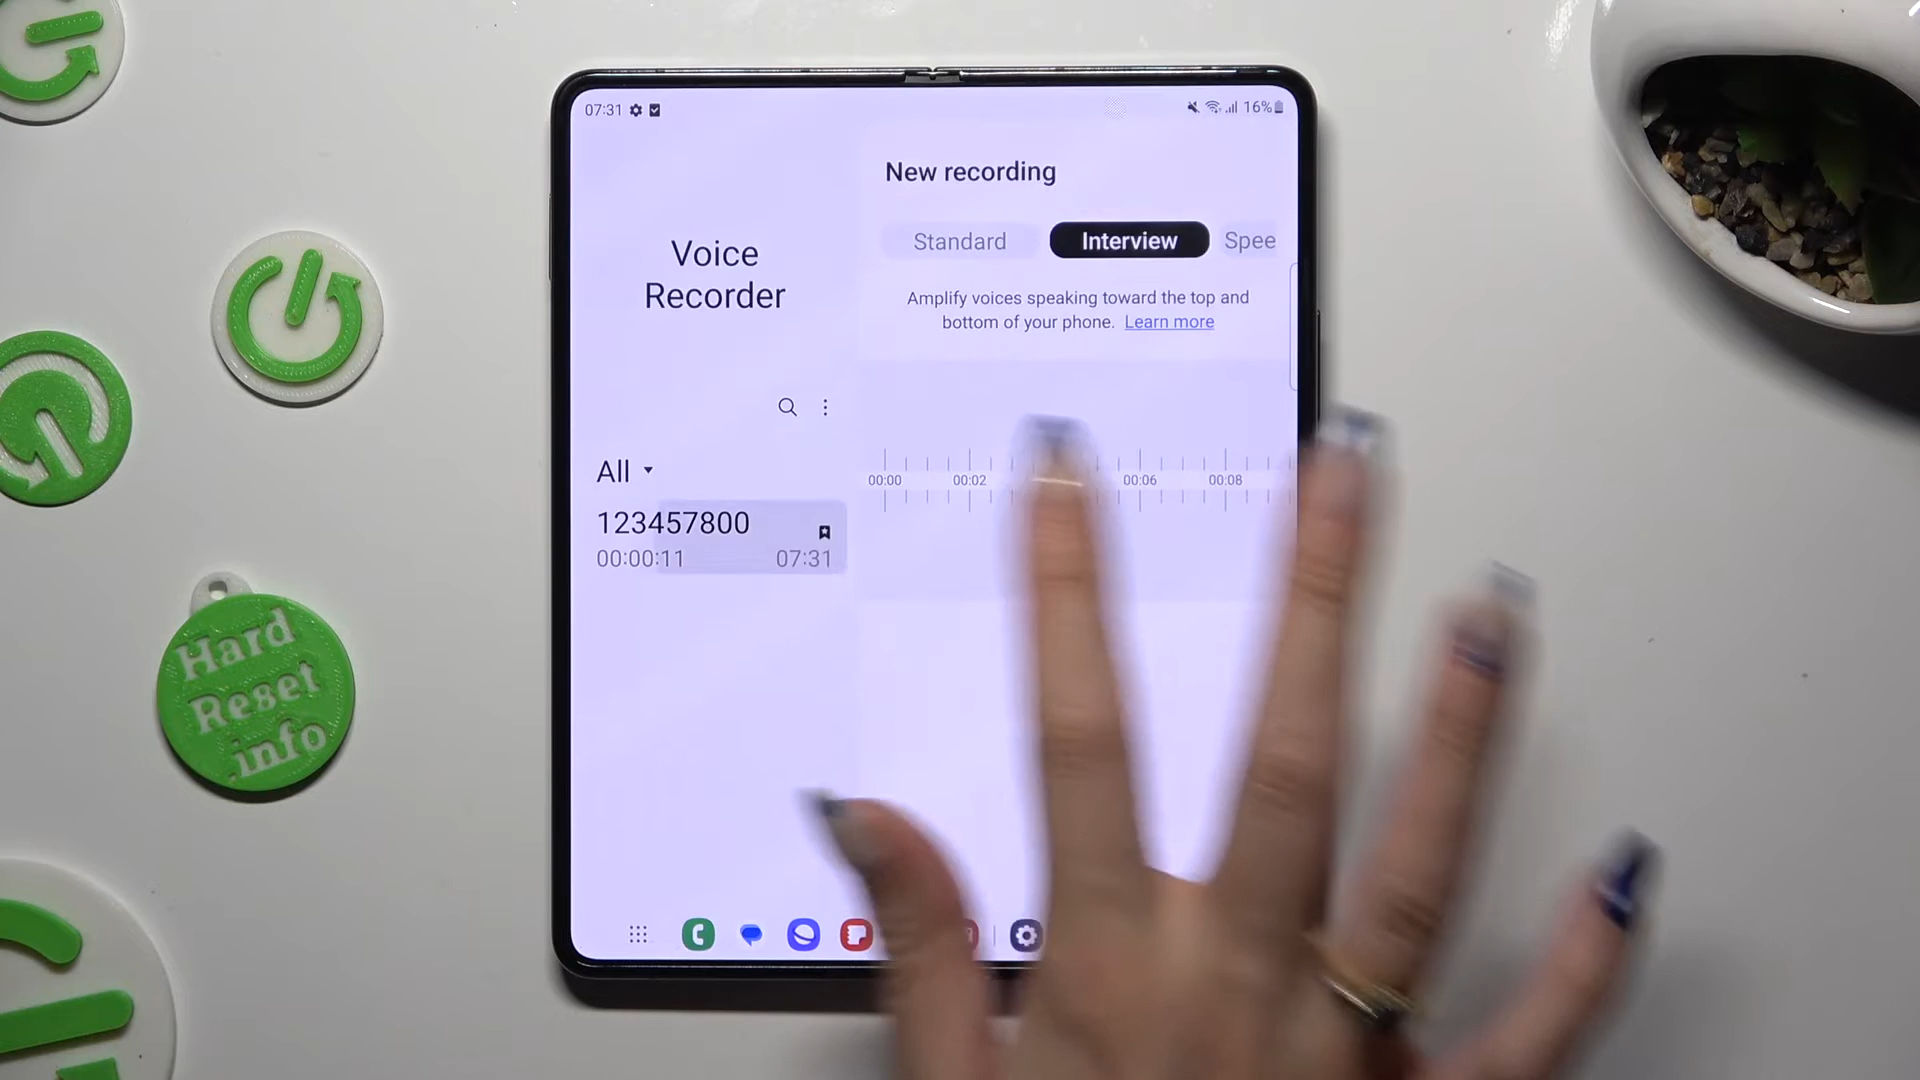 07:31
16%
New recording
Standard
Interview
Spee
Voice
Recorder
Amplify voices speaking toward the top and
bottom of your phone. Learn more
All
00:00
00:02
00:06
00:08
123457800
00:00:11
07:31
Hard
Reset
.info